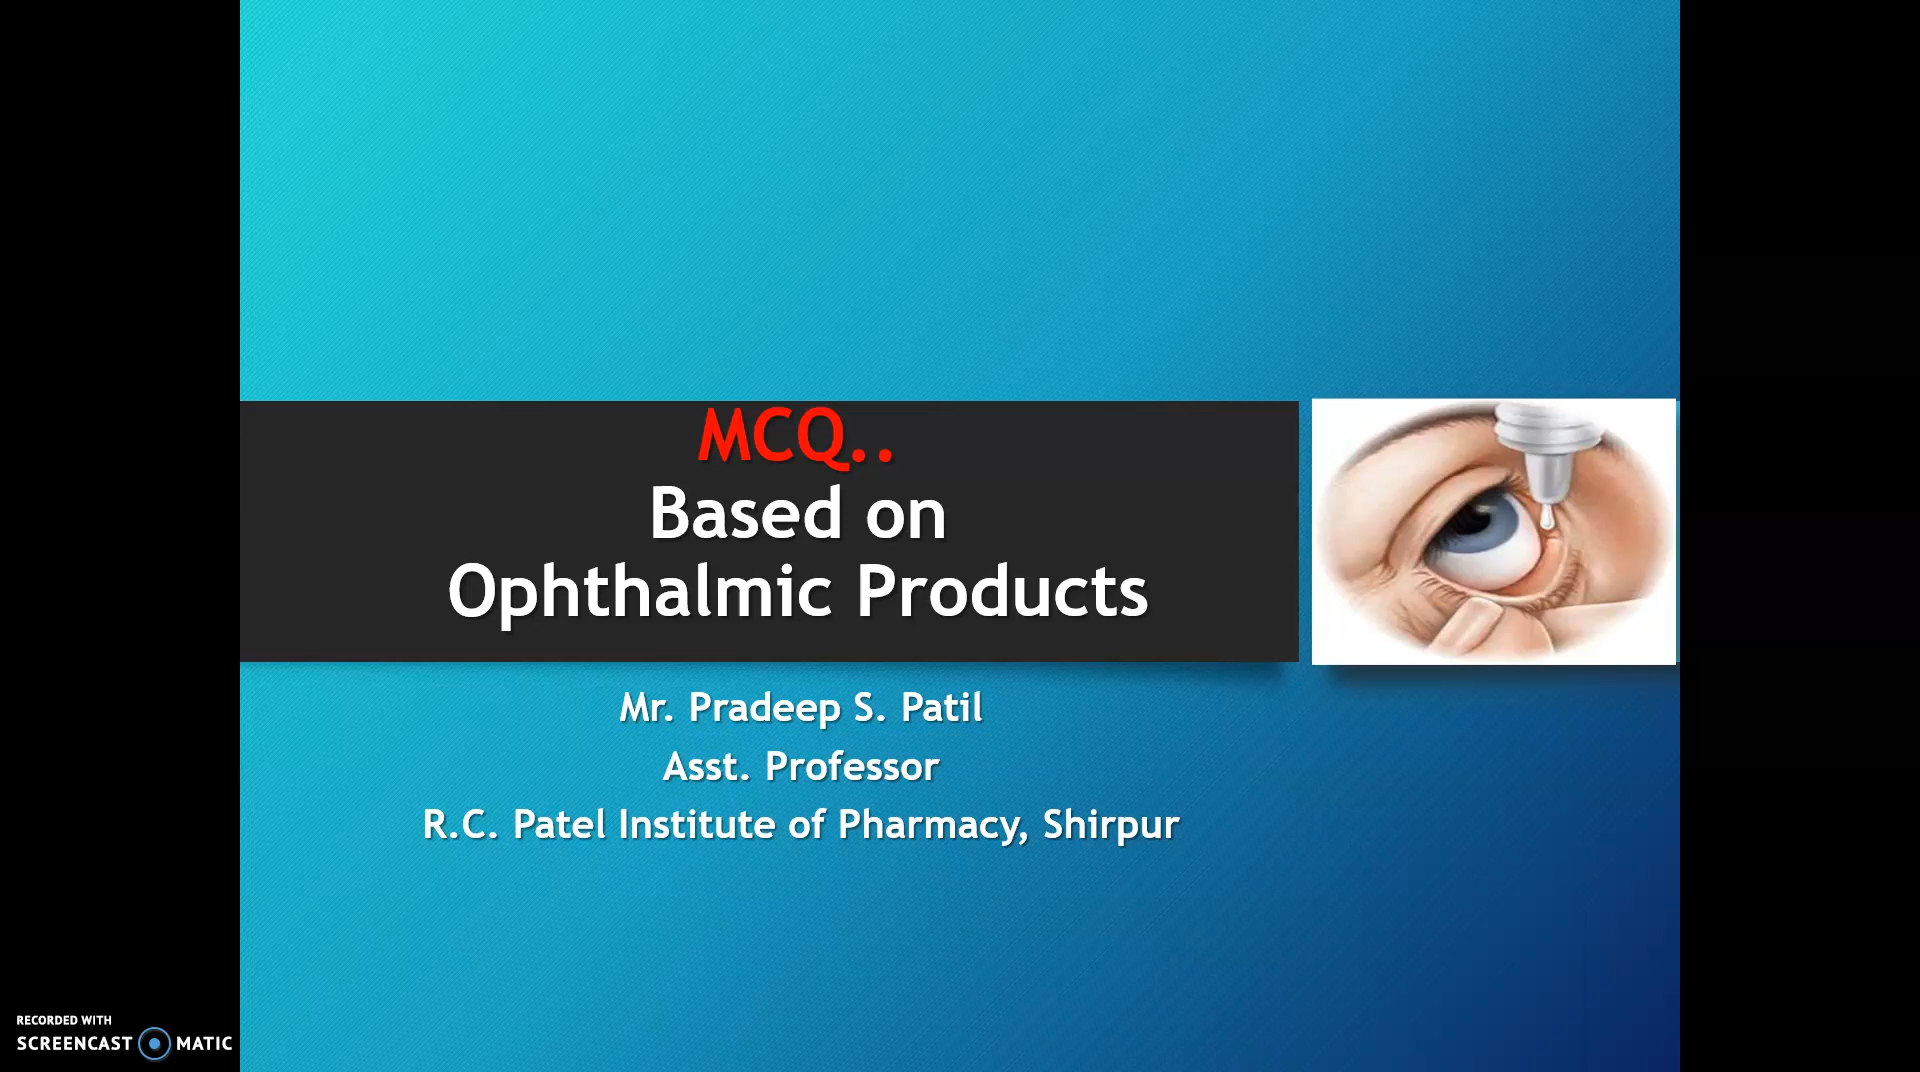 MCQ..
Based on
Ophthalmic Products
Mr. Pradeep S. Patil
Asst. Professor
R.C. Patel Institute of Pharmacy, Shirpur
RECORDED WITH
SCREENCAST MATIC